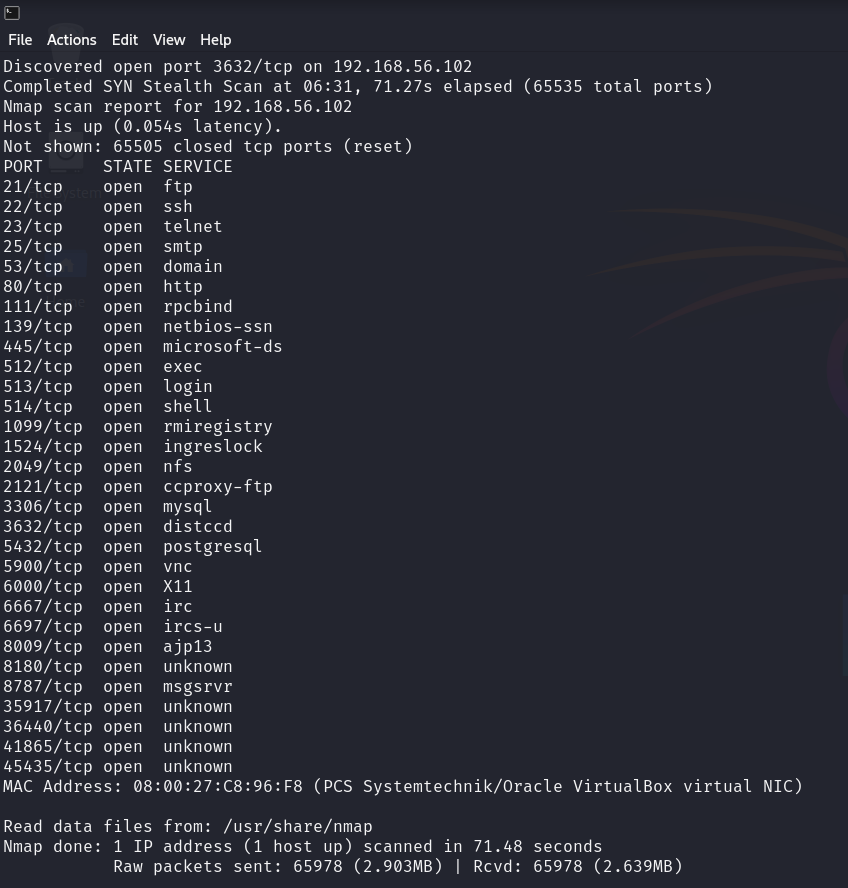 File Actions Edit View Help
Discovered open port 3632/tcp on 192.168.56.102
Completed SYN Stealth Scan at 06:31, 71.27s elapsed (65535 total ports)
Nmap scan report for 192.168.56.102
Host is up (0.054s latency).
Not shown: 65505 closed tcp ports (reset)
PORT      STATE SERVICE
21/tcp    open  ftp
22/tcp    open  ssh
23/tcp    open  telnet
25/tcp    open  smtp
53/tcp    open  domain
80/tcp    open  http
111/tcp   open  rpcbind
139/tcp   open  netbios-ssn
445/tcp   open  microsoft-ds
512/tcp   open  exec
513/tcp   open  login
514/tcp   open  shell
1099/tcp  open  rmiregistry
1524/tcp  open  ingreslock
2049/tcp  open  nfs
2121/tcp  open  ccproxy-ftp
3306/tcp  open  mysql
3632/tcp  open  distccd
5432/tcp  open  postgresql
5900/tcp  open  vnc
6000/tcp  open  X11
6667/tcp  open  irc
6697/tcp  open  ircs-u
8009/tcp  open  ajp13
8180/tcp  open  unknown
8787/tcp  open  msgsrvr
35917/tcp open  unknown
36440/tcp open  unknown
41865/tcp open  unknown
45435/tcp open  unknown
MAC Address: 08:00:27:C8:96:F8 (PCS Systemtechnik/Oracle VirtualBox virtual NIC)
Read data files from: /usr/share/nmap
Nmap done: 1 IP address (1 host up) scanned in 71.48 seconds
Raw packets sent: 65978 (2.903MB) | Rcvd: 65978 (2.639MB)